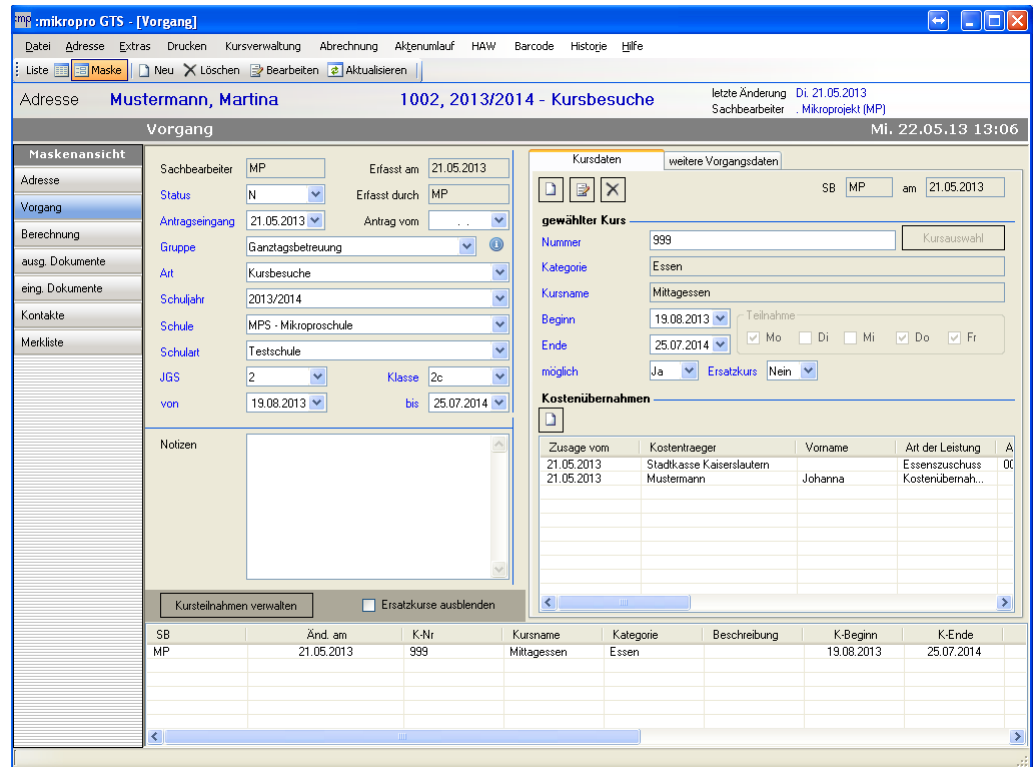 :mp :mikropro GTS - [Vorgang]
Datei Adresse Extras Drucken Kursverwaltung Abrechnung Aktenumlauf HAW Barcode Historie Hilfe
Liste Maske Neu Löschen Bearbeiten Aktualisieren
Adresse Mustermann, Martina 1002, 2013/2014 - Kursbesuche
letzte Änderung Di. 21.05.2013
Sachbearbeiter . Mikroprojekt (MP)
Vorgang Mi. 22.05.13 13:06
Maskenansicht
Adresse
Vorgang
Berechnung
ausg. Dokumente
eing. Dokumente
Kontakte
Merkliste
Sachbearbeiter MP Erfasst am 21.05.2013
Status N Erfasst durch MP
Antragseingang 21.05.2013 Antrag vom . .
Gruppe Ganztagsbetreuung
Art Kursbesuche
Schuljahr 2013/2014
Schule MPS - Mikroproschule
Schulart Testschule
JGS 2 Klasse 2c
von 19.08.2013 bis 25.07.2014
Notizen
Kursteilnahmen verwalten Ersatzkurse ausblenden
Kursdaten weitere Vorgangsdaten
SB MP am 21.05.2013
gewählter Kurs
Nummer 999 Kursauswahl
Kategorie Essen
Kursname Mittagessen
Beginn 19.08.2013 Teilnahme
Ende 25.07.2014 Mo Di Mi Do Fr
möglich Ja Ersatzkurs Nein
Kostenübernahmen
Zusage vom Kostentraeger Vorname Art der Leistung A
21.05.2013 Stadtkasse Kaiserslautern Essenszuschuss 00
21.05.2013 Mustermann Johanna Kostenübernah...
SB Änd. am K-Nr Kursname Kategorie Beschreibung K-Beginn K-Ende
MP 21.05.2013 999 Mittagessen Essen 19.08.2013 25.07.2014